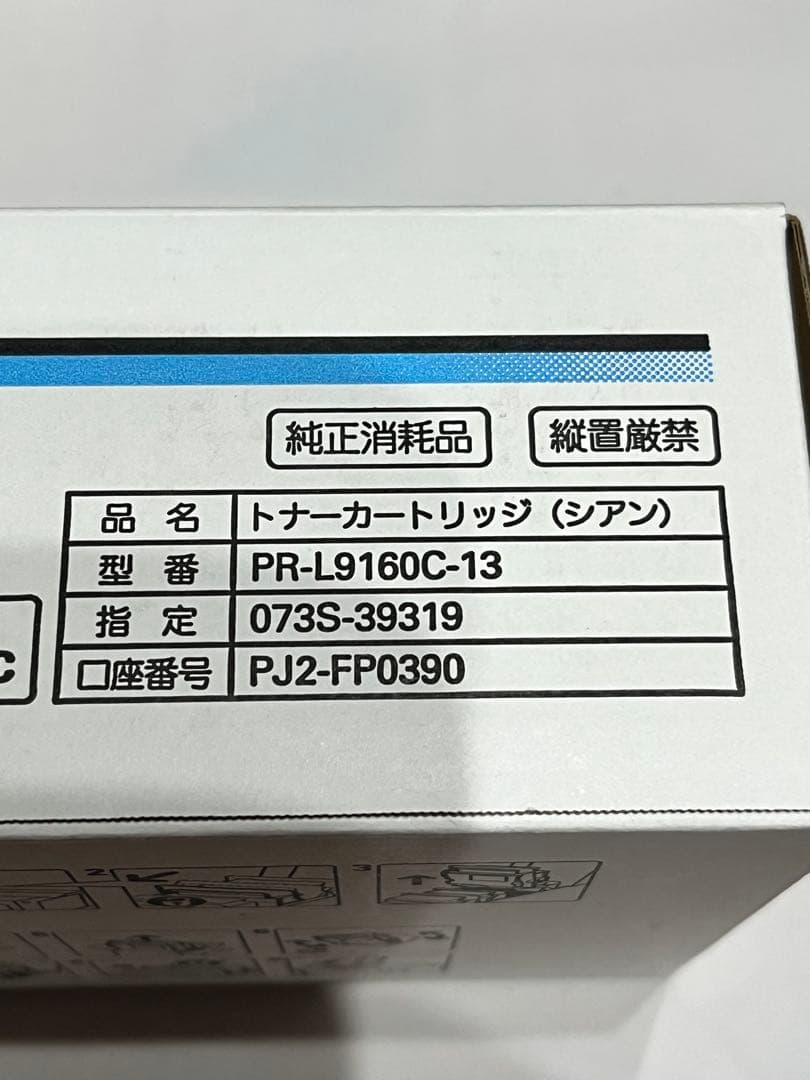 純正消耗品 縦置厳禁
品名 トナーカートリッジ（シアン）
型番 PR-L9160C-13
指定 073S-39319
口座番号 PJ2-FP0390
C
2 3